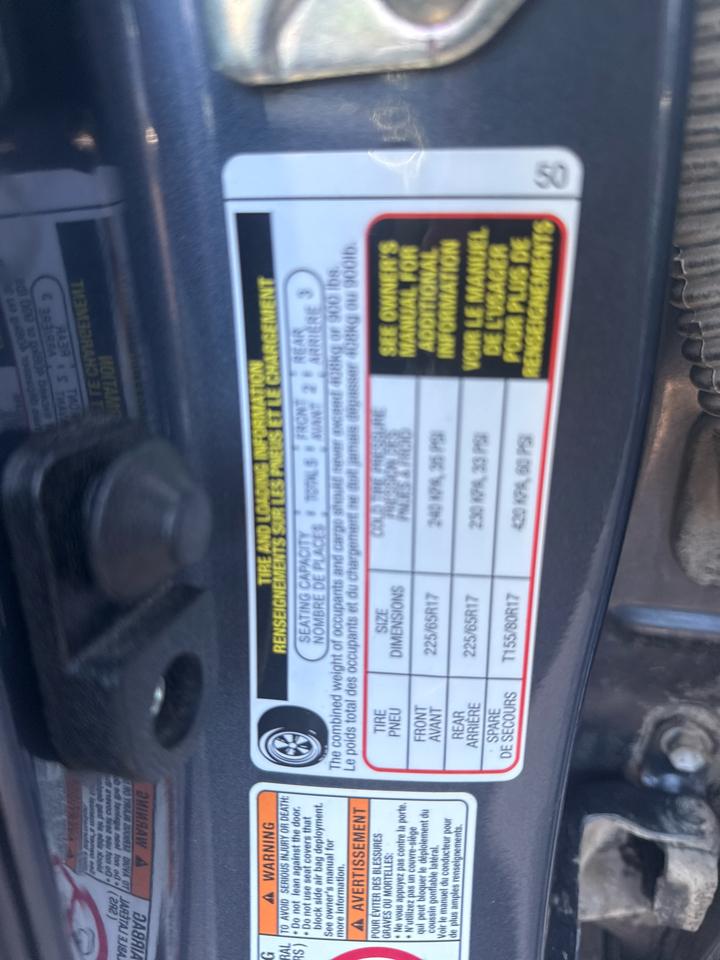 TIRE AND LOADING INFORMATION
RENSEIGNEMENTS SUR LES PNEUS ET LE CHARGEMENT
SEATING CAPACITY TOTAL 5 FRONT 2 REAR 3
NOMBRE DE PLACES AVANT ARRIÈRE
The combined weight of occupants and cargo should never exceed 408kg or 900 lbs.
Le poids total des occupants et du chargement ne doit jamais dépasser 408kg au 900lb.
TIRE
PNEU
SIZE
DIMENSIONS
COLD TIRE PRESSURE
PRESSION DES
PNUES À FROID
FRONT
AVANT
225/65R17
240 KPA, 35 PSI
REAR
ARRIÈRE
225/65R17
230 KPA, 33 PSI
SPARE
DE SECOURS
T155/80R17
420 KPA, 60 PSI
SEE OWNER'S
MANUAL FOR
ADDITIONAL
INFORMATION
VOIR LE MANUEL
DE L'USAGER
POUR PLUS DE
RENSEIGNEMENTS
50
WARNING
TO AVOID SERIOUS INJURY OR DEATH:
• Do not lean against the door.
• Do not use seat covers that
block side air bag deployment.
See owner's manual for
more information.
AVERTISSEMENT
POUR ÉVITER DES BLESSURES
GRAVES OU MORTELLES:
• Ne vous appuyez pas contre la porte.
• N'utilisez pas un couvre-siège
qui peut bloquer le déploiement du
coussin gonflable latéral.
Voir le manuel du conducteur pour
de plus amples renseignements.